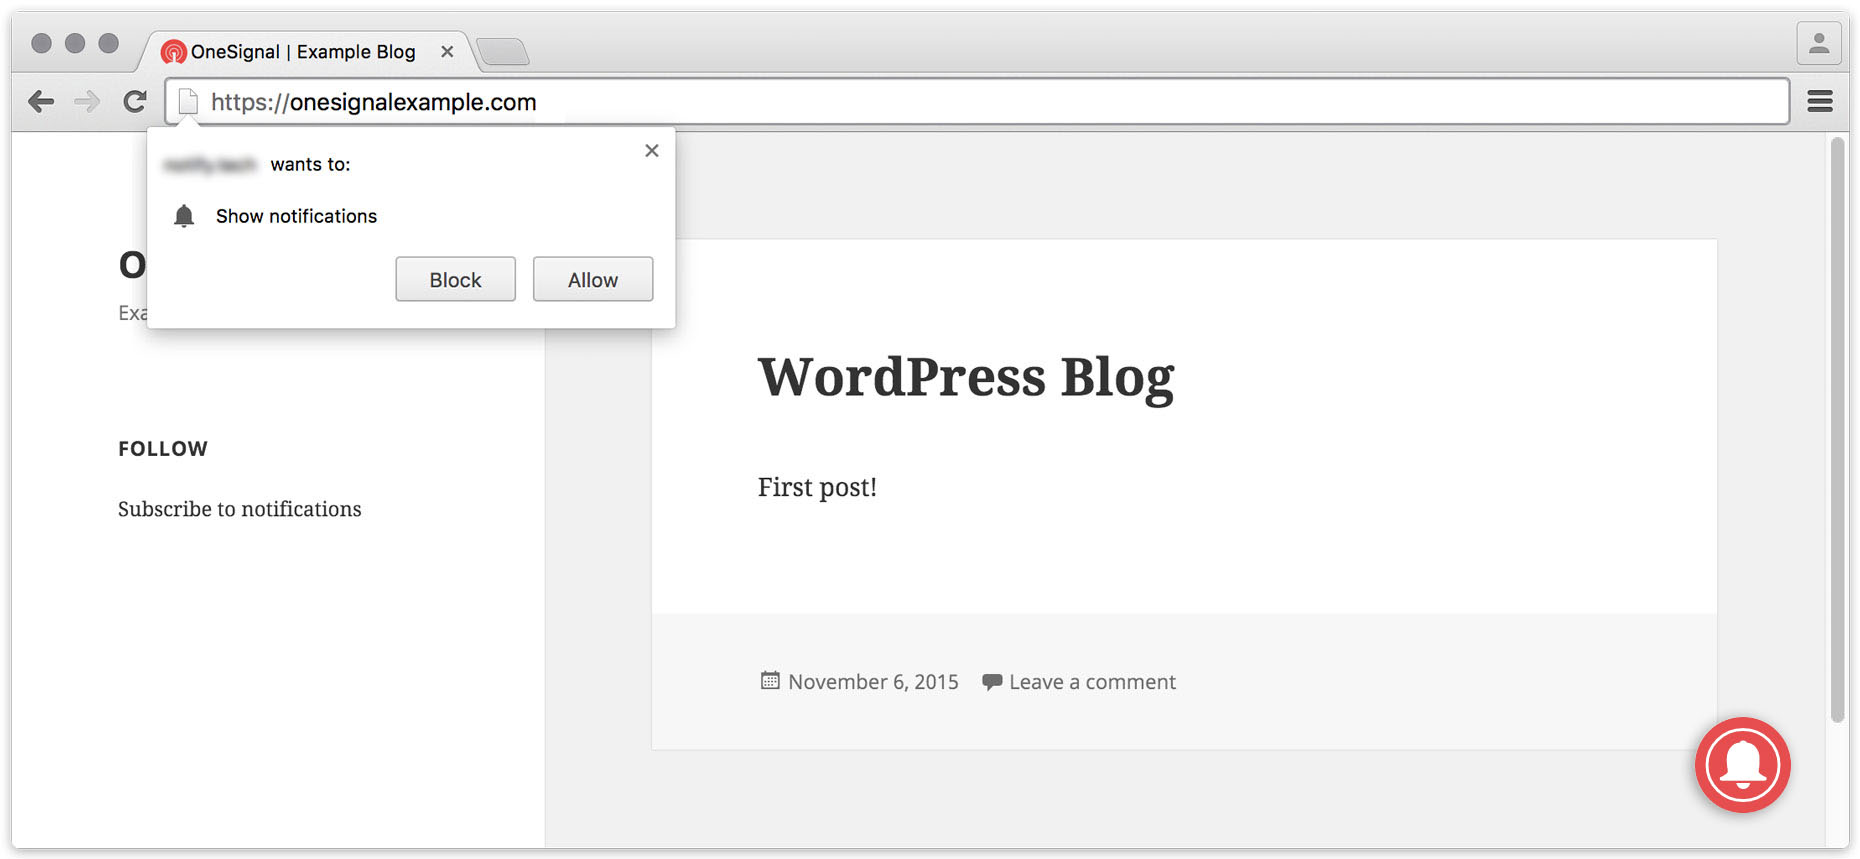 OneSignal | Example Blog
https://onesignalexample.com
wants to:
Show notifications
Block
Allow
O
Exa
FOLLOW
Subscribe to notifications
WordPress Blog
First post!
November 6, 2015
Leave a comment